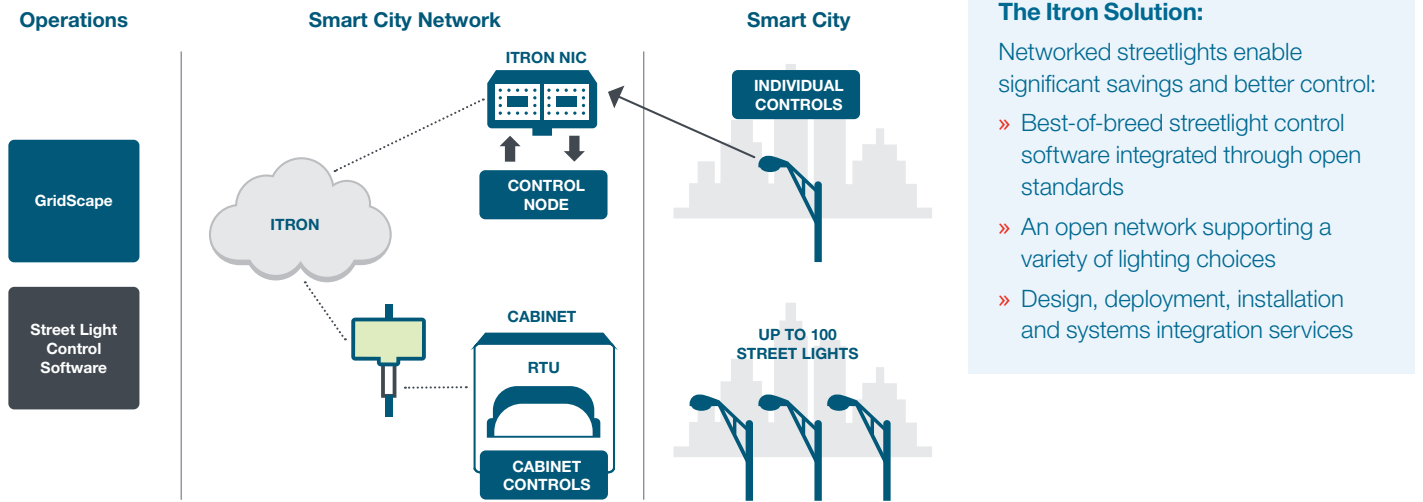 Operations
Smart City Network
Smart City
GridScape
Street Light
Control
Software
ITRON NIC
CONTROL
NODE
ITRON
CABINET
RTU
CABINET
CONTROLS
INDIVIDUAL
CONTROLS
UP TO 100
STREET LIGHTS
The Itron Solution:
Networked streetlights enable
significant savings and better control:
» Best-of-breed streetlight control
software integrated through open
standards
» An open network supporting a
variety of lighting choices
» Design, deployment, installation
and systems integration services